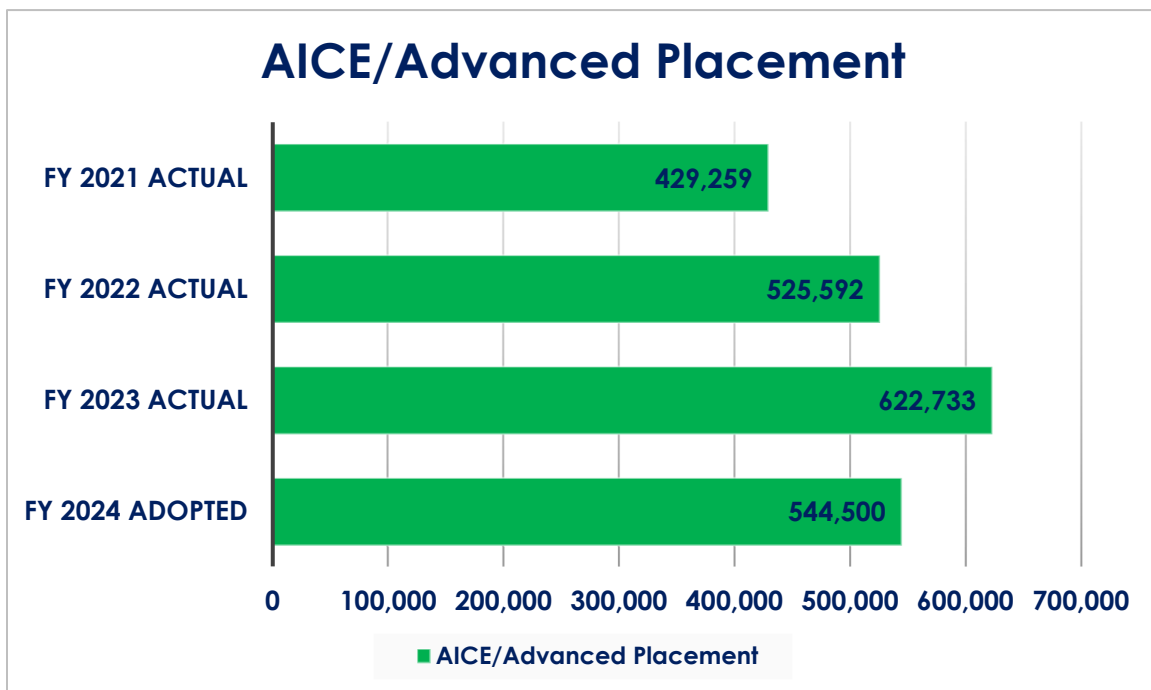 AICE/Advanced Placement
FY 2021 ACTUAL 429,259
FY 2022 ACTUAL 525,592
FY 2023 ACTUAL 622,733
FY 2024 ADOPTED 544,500
0 100,000 200,000 300,000 400,000 500,000 600,000 700,000
AICE/Advanced Placement